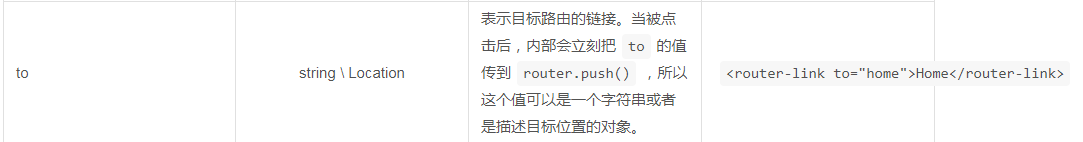 to
string \ Location
表示目标路由的链接。当被点
击后，内部会立刻把 to 的值
传到 router.push() ，所以
这个值可以是一个字符串或者
是描述目标位置的对象。
<router-link to="home">Home</router-link>